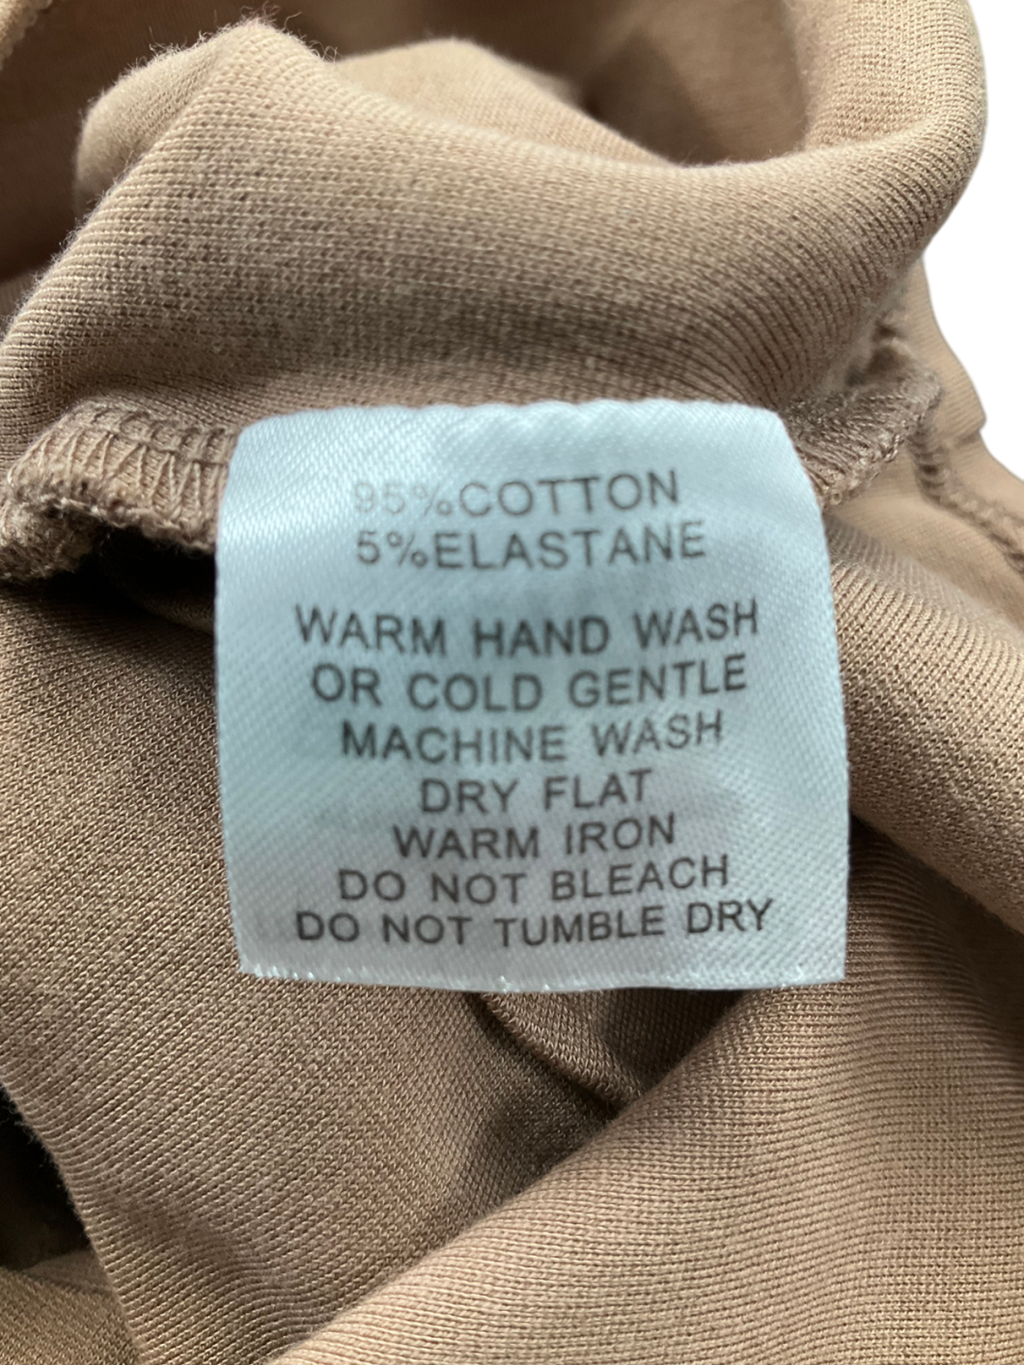 95%COTTON
5%ELASTANE
WARM HAND WASH
OR COLD GENTLE
MACHINE WASH
DRY FLAT
WARM IRON
DO NOT BLEACH
DO NOT TUMBLE DRY